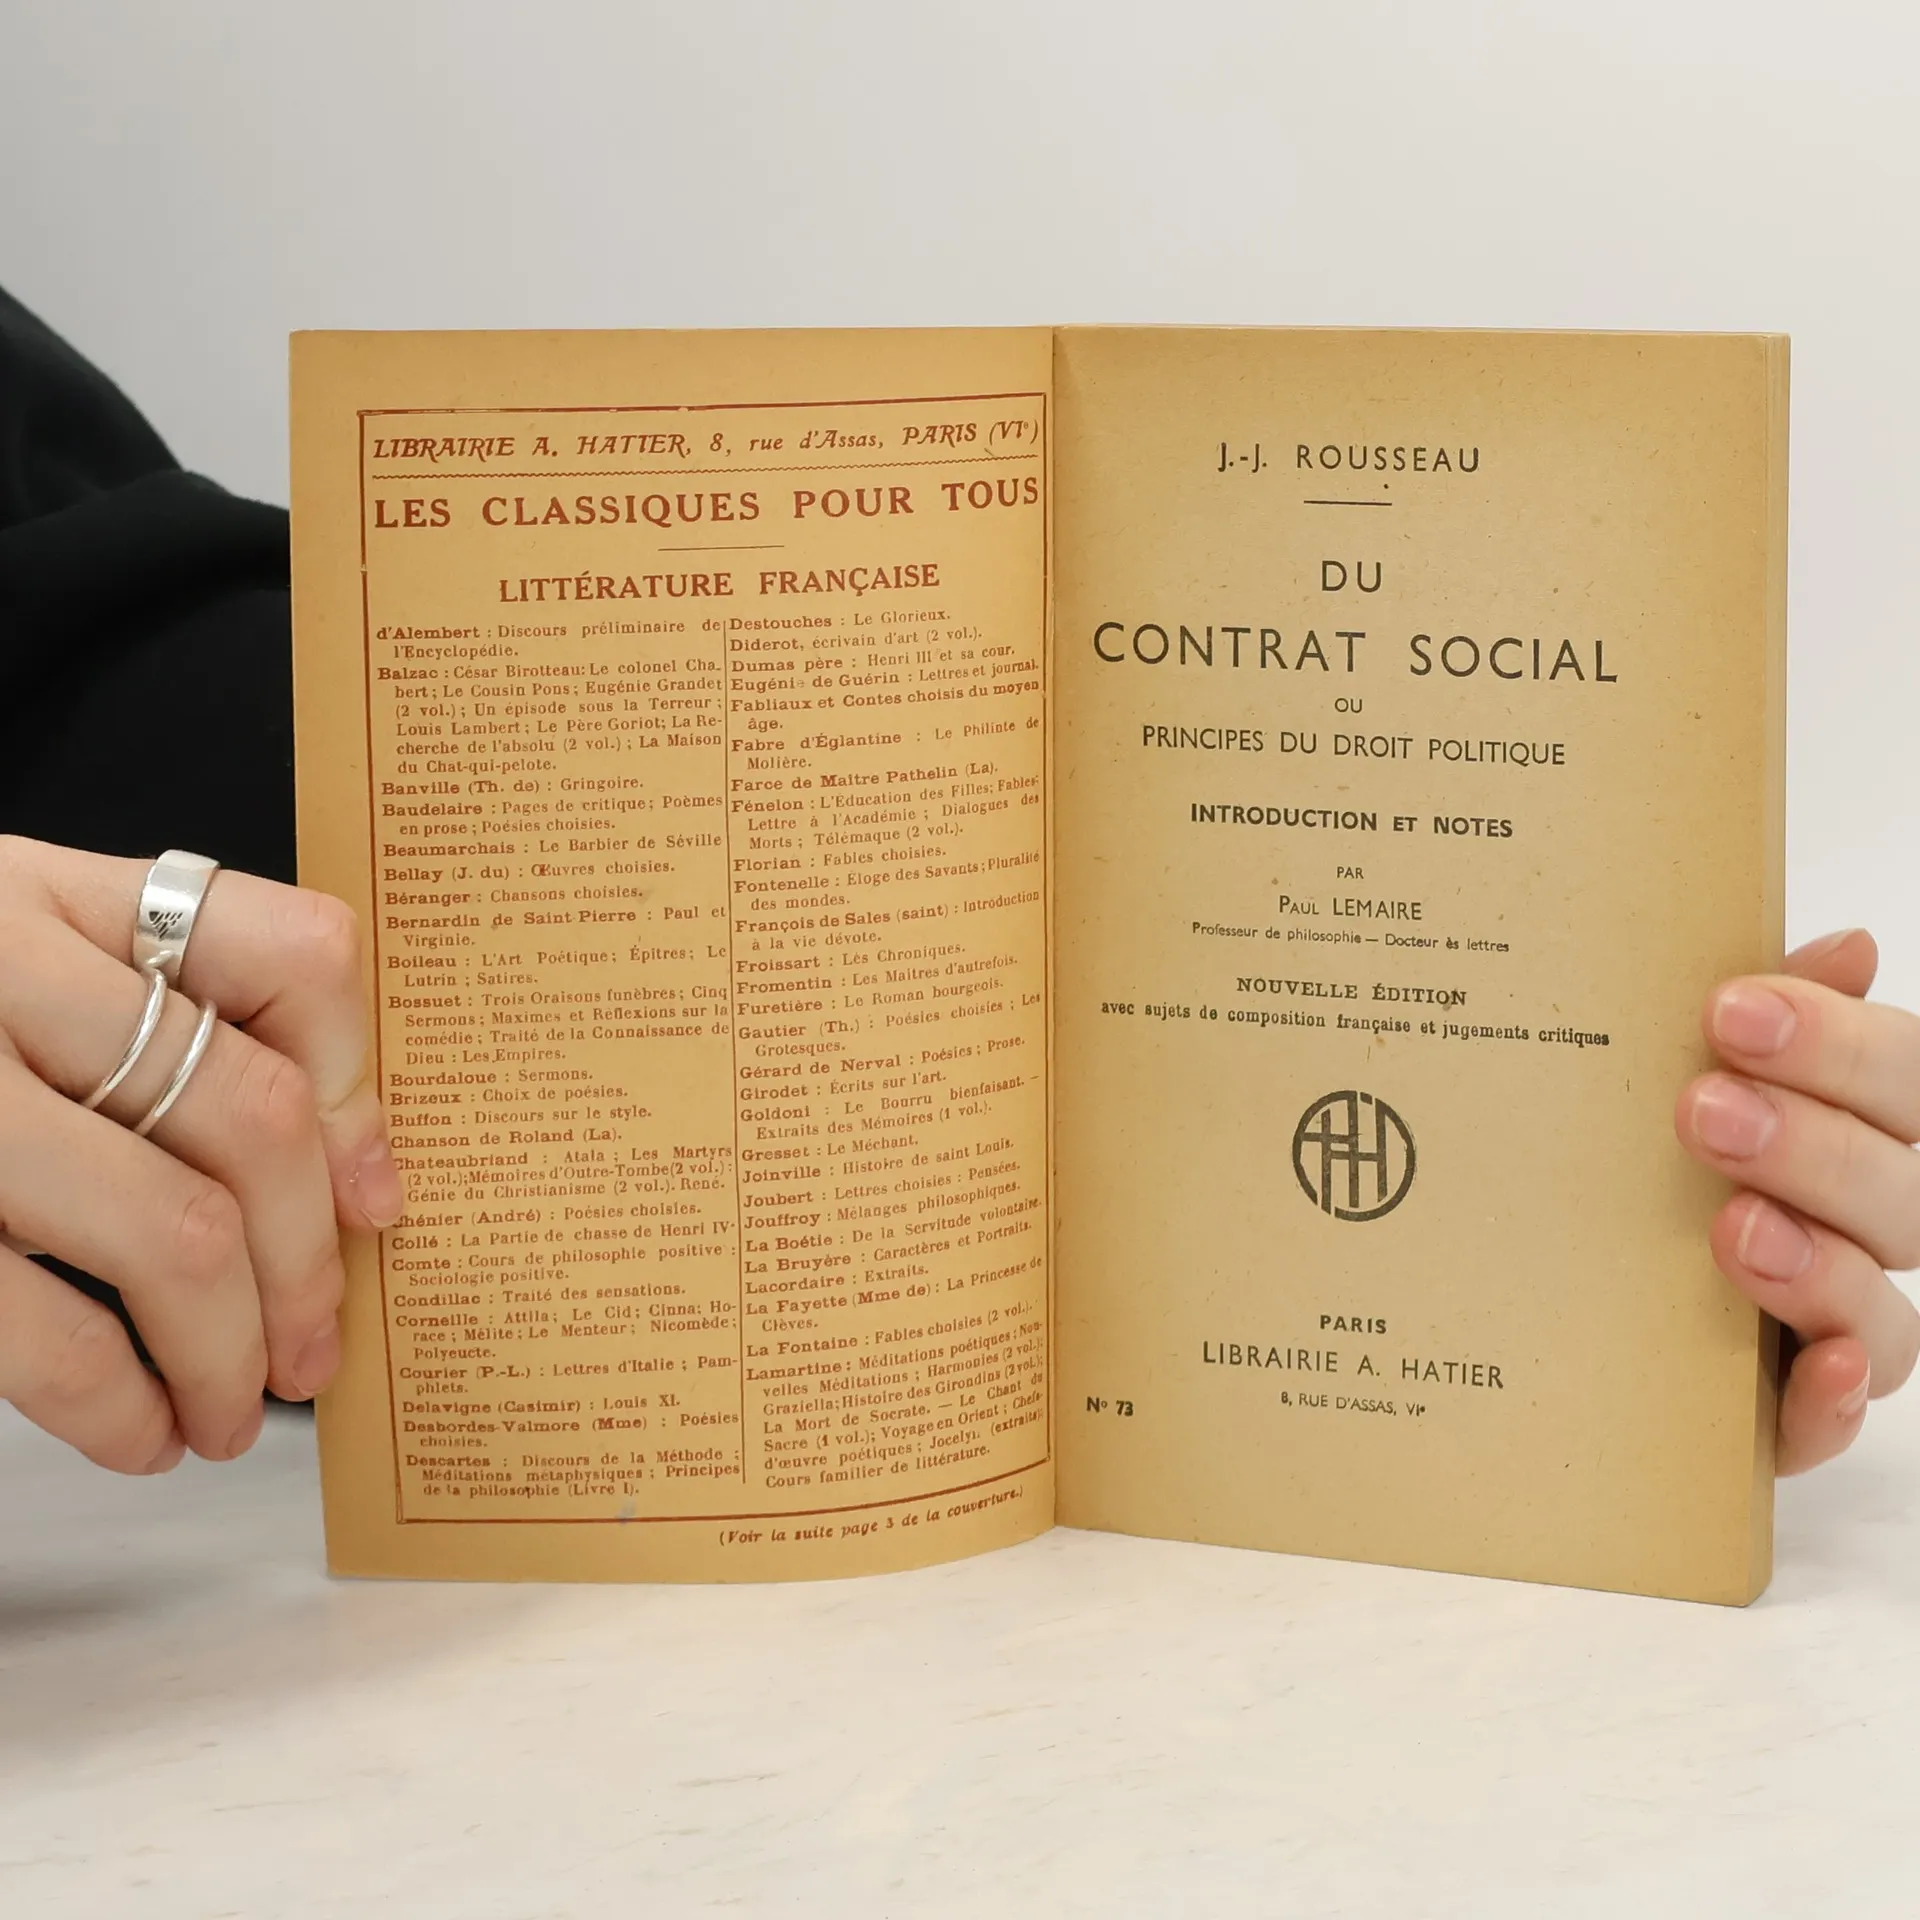 LIBRAIRIE A. HATIER, 8, rue d'Assas, PARIS (VIᵉ)
LES CLASSIQUES POUR TOUS
LITTÉRATURE FRANÇAISE
d'Alembert : Discours préliminaire de
l'Encyclopédie.
Balzac : César Birotteau: Le colonel Cha-
bert ; Le Cousin Pons ; Eugénie Grandet
(2 vol.) ; Un épisode sous la Terreur ;
Louis Lambert ; Le Père Goriot; La Re-
cherche de l'absolu (2 vol.) ; La Maison
du Chat-qui-pelote.
Banville (Th. de) : Gringoire.
Baudelaire : Pages de critique ; Poèmes
en prose ; Poésies choisies.
Beaumarchais : Le Barbier de Séville
Bellay (J. du) : Œuvres choisies.
Béranger : Chansons choisies.
Bernardin de Saint-Pierre : Paul et
Virginie.
Boileau : L'Art Poétique ; Épîtres ; Le
Lutrin ; Satires.
Bossuet : Trois Oraisons funèbres ; Cinq
Sermons ; Maximes et Réflexions sur la
comédie ; Traité de la Connaissance de
Dieu : Les Empires.
Bourdaloue : Sermons.
Brizeux : Choix de poésies.
Buffon : Discours sur le style.
Chanson de Roland (La).
Chateaubriand : Atala ; Les Martyrs
(2 vol.);Mémoires d'Outre-Tombe(2 vol.) :
Génie du Christianisme (2 vol.). René.
Chénier (André) : Poésies choisies.
Collé : La Partie de chasse de Henri IV.
Comte : Cours de philosophie positive :
Sociologie positive.
Condillac : Traité des sensations.
Corneille : Attila ; Le Cid ; Cinna; Ho-
race ; Mélite ; Le Menteur ; Nicomède ;
Polyeucte.
Courier (P.-L.) : Lettres d'Italie ; Pam-
phlets.
Delavigne (Casimir) : Louis XI.
Desbordes-Valmore (Mme) : Poésies
choisies.
Descartes : Discours de la Méthode ;
Méditations métaphysiques ; Principes
de la philosophie (Livre I).
Destouches : Le Glorieux.
Diderot, écrivain d'art (2 vol.).
Dumas père : Henri III et sa cour.
Eugénie de Guérin : Lettres et journal.
Fabliaux et Contes choisis du moyen
âge.
Fabre d'Églantine : Le Philinte de
Molière.
Farce de Maître Pathelin (La).
Fénelon : L'Éducation des Filles; Fables;
Lettre à l'Académie ; Dialogues des
Morts ; Télémaque (2 vol.).
Florian : Fables choisies.
Fontenelle : Éloge des Savants ; Pluralité
des mondes.
François de Sales (saint) : Introduction
à la vie dévote.
Froissart : Les Chroniques.
Fromentin : Les Maîtres d'autrefois.
Furetière : Le Roman bourgeois.
Gautier (Th.) : Poésies choisies ; Les
Grotesques.
Gérard de Nerval : Poésies ; Prose.
Girodet : Écrits sur l'art.
Goldoni : Le Bourru bienfaisant. —
Extraits des Mémoires (1 vol.).
Gresset : Le Méchant.
Joinville : Histoire de saint Louis.
Joubert : Lettres choisies : Pensées.
Jouffroy : Mélanges philosophiques.
La Boétie : De la Servitude volontaire.
La Bruyère : Caractères et Portraits.
Lacordaire : Extraits.
La Fayette (Mme de) : La Princesse de
Clèves.
La Fontaine : Fables choisies (2 vol.).
Lamartine : Méditations poétiques ; Nou-
velles Méditations ; Harmonies (2 vol.);
Graziella; Histoire des Girondins (2 vol.);
La Mort de Socrate. — Le Chant du
Sacre (1 vol.); Voyage en Orient ; Chefs-
d'œuvre poétiques ; Jocelyn (extraits);
Cours familier de littérature.
(Voir la suite page 3 de la couverture.)
J.-J. ROUSSEAU
DU
CONTRAT SOCIAL
OU
PRINCIPES DU DROIT POLITIQUE
INTRODUCTION ET NOTES
PAR
PAUL LEMAIRE
Professeur de philosophie — Docteur ès lettres
NOUVELLE ÉDITION
avec sujets de composition française et jugements critiques
PARIS
LIBRAIRIE A. HATIER
8, RUE D'ASSAS, VIᵉ
Nº 73